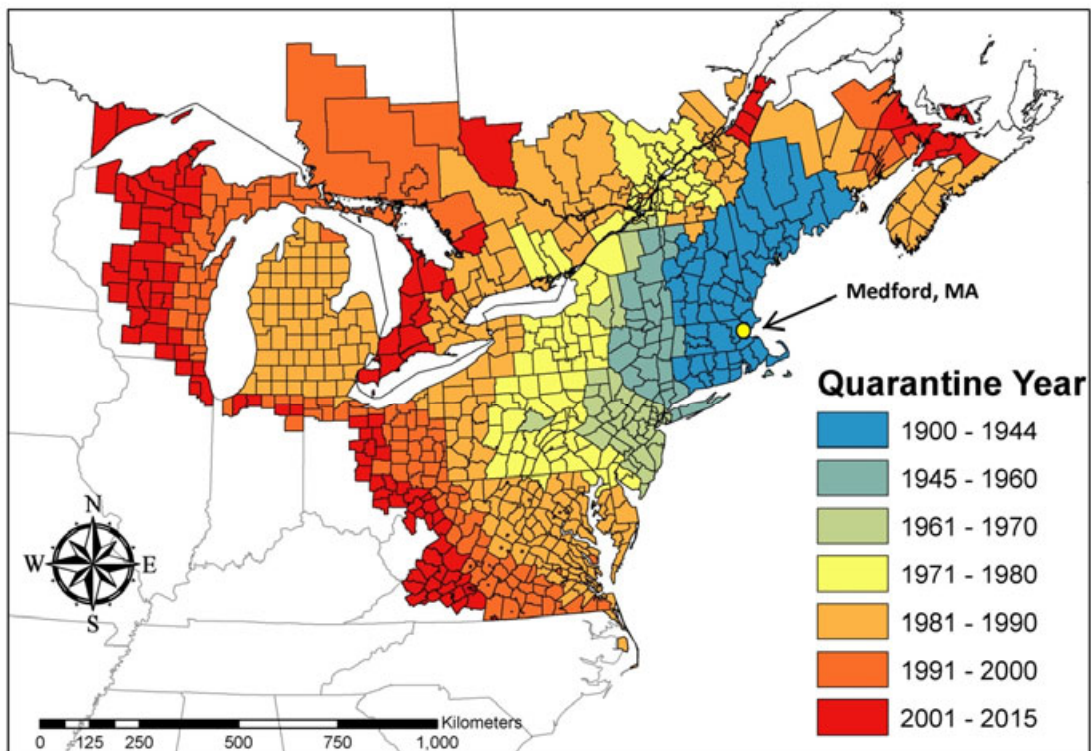 Medford, MA
Quarantine Year
1900 - 1944
1945 - 1960
1961 - 1970
1971 - 1980
1981 - 1990
1991 - 2000
2001 - 2015
N
W E
S
Kilometers
0 125 250 500 750 1,000